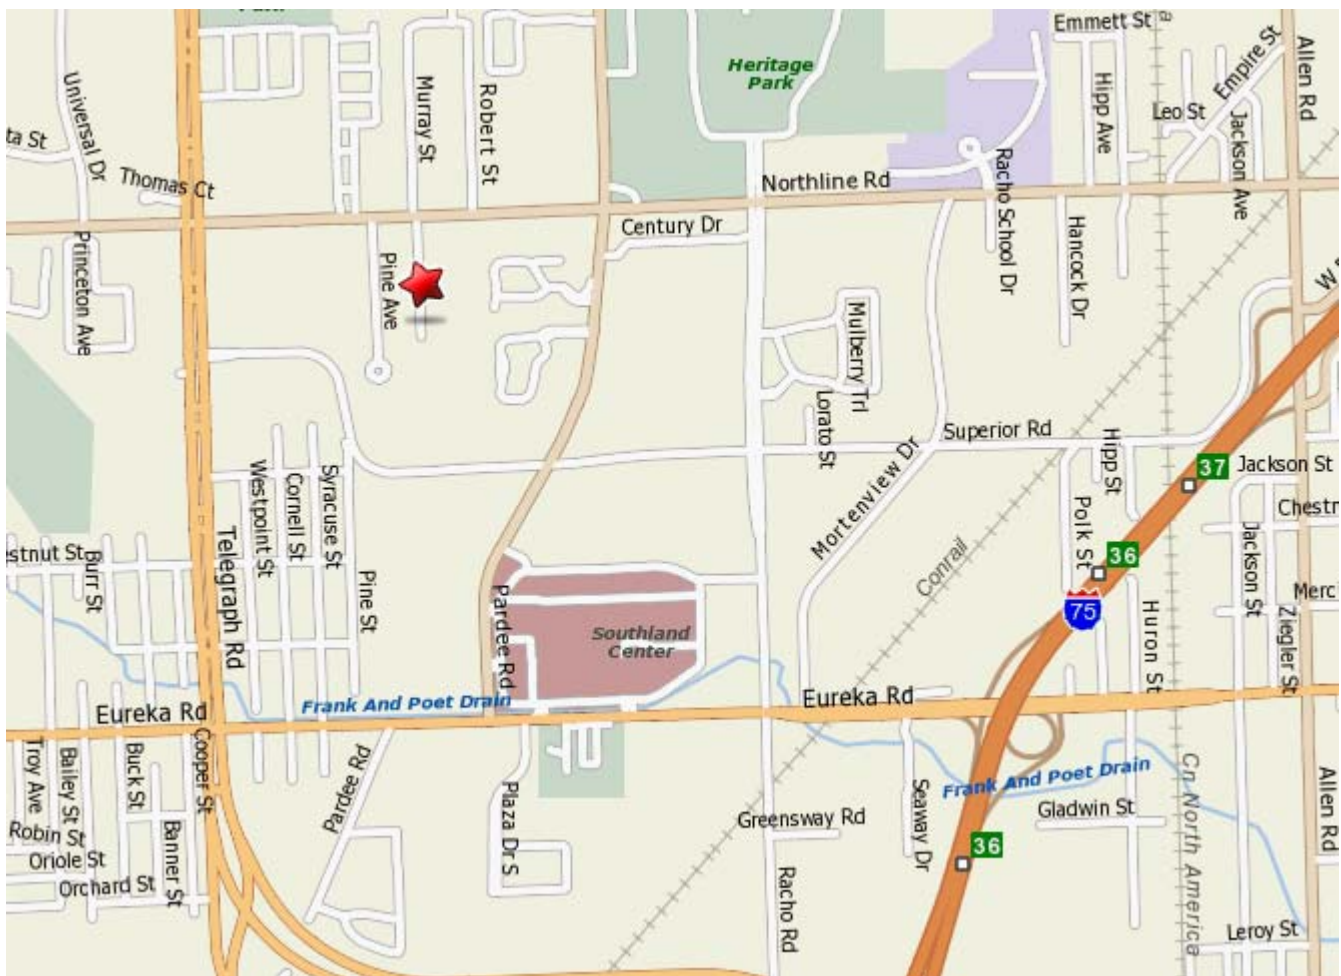 Park
Emmett St
Allen Rd
Empire St
Hipp Ave
Leo St
Jackson Ave
Heritage
Park
Universal Dr
Murray St
Robert St
ta St
Thomas Ct
Northline Rd
Racho School Dr
Century Dr
Hancock Dr
Princeton Ave
Pine Ave
W
Mulberry Trl
Lorato St
Superior Rd
Hipp St
37
Jackson St
Westpoint St
Cornell St
Syracuse St
Mortenview Dr
Polk St
Chestn
Telegraph Rd
estnut St
Burr St
Pine St
Conrail
36
Jackson St
75
Merc
Pardee Rd
Southland
Center
Huron St
Ziegler St
Frank And Poet Drain
Eureka Rd
Eureka Rd
Troy Ave
Bailey St
Buck St
Cooper St
Pardee Rd
Plaza Dr S
Seaway Dr
Frank And Poet Drain
Cn North America
Allen Rd
Gladwin St
Greensway Rd
Robin St
Oriole St
Banner St
Orchard St
36
Racho Rd
Leroy St